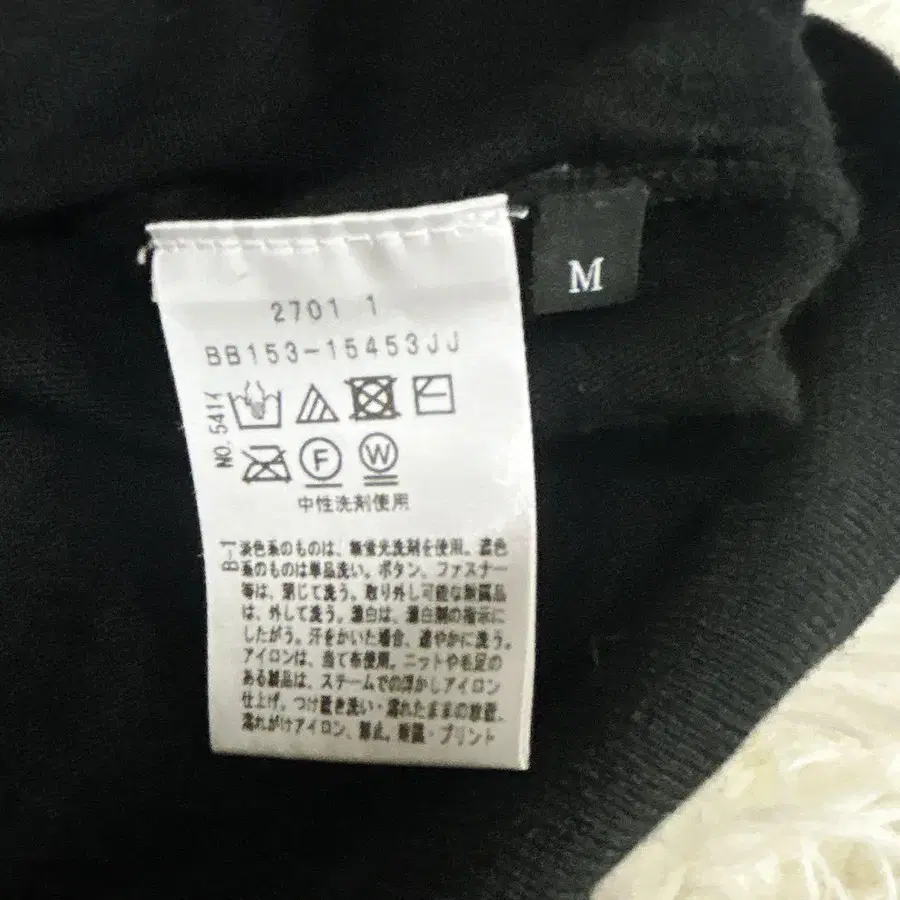 M
2701 1
BB153-15453JJ
NO. 5414
F
W
中性洗剤使用
B-1
淡色系のものは、無蛍光洗剤を使用。濃色
系のものは単品洗い。ボタン、ファスナー
等は、閉じて洗う。取り外し可能な附属品
は、外して洗う。漂白は、漂白剤の指示に
したがう。汗をかいた場合、速やかに洗う。
アイロンは、当て布使用。ニットや毛足の
ある製品は、スチームでの浮かしアイロン
仕上げ。つけ置き洗い・濡れたままの放置、
濡れがけアイロン、禁止。附属・プリント